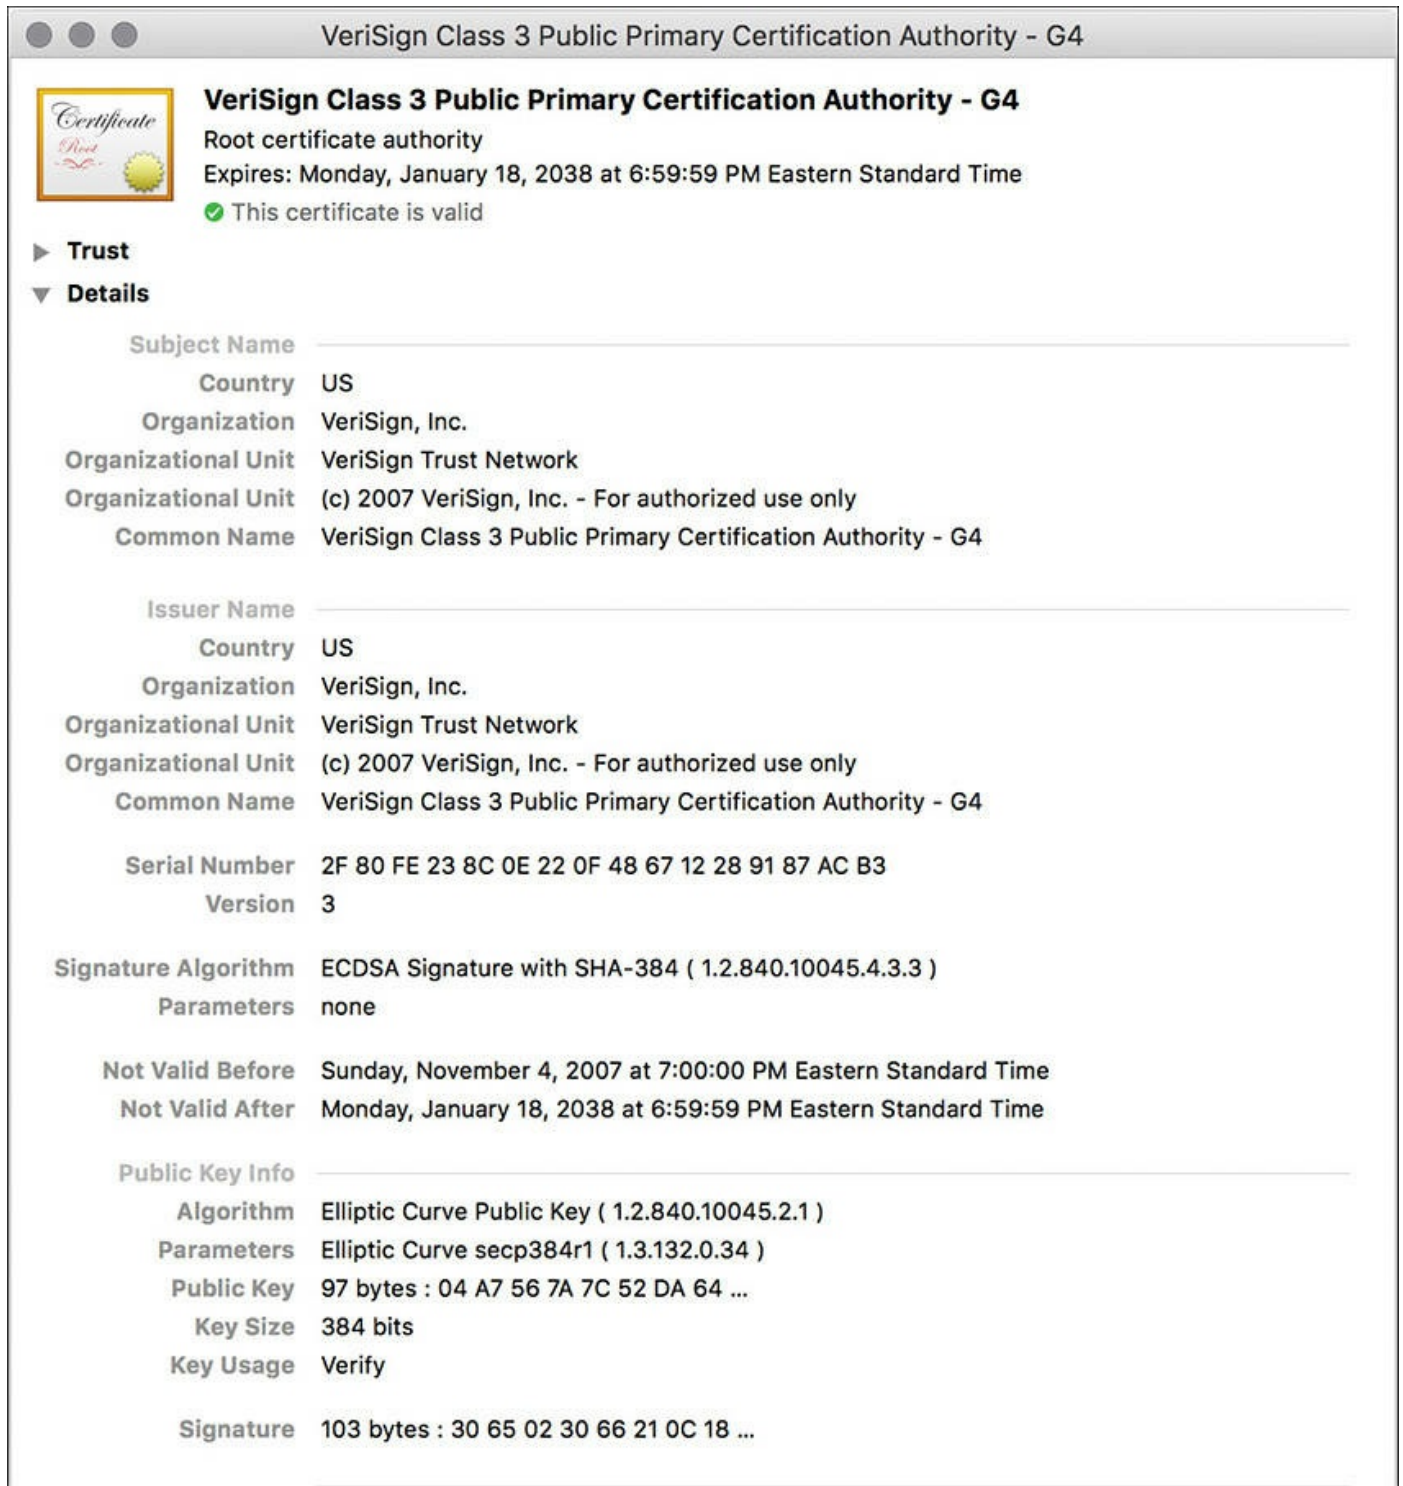 VeriSign Class 3 Public Primary Certification Authority - G4
Certificate
Root
VeriSign Class 3 Public Primary Certification Authority - G4
Root certificate authority
Expires: Monday, January 18, 2038 at 6:59:59 PM Eastern Standard Time
This certificate is valid
Trust
Details
Subject Name
Country US
Organization VeriSign, Inc.
Organizational Unit VeriSign Trust Network
Organizational Unit (c) 2007 VeriSign, Inc. - For authorized use only
Common Name VeriSign Class 3 Public Primary Certification Authority - G4
Issuer Name
Country US
Organization VeriSign, Inc.
Organizational Unit VeriSign Trust Network
Organizational Unit (c) 2007 VeriSign, Inc. - For authorized use only
Common Name VeriSign Class 3 Public Primary Certification Authority - G4
Serial Number 2F 80 FE 23 8C 0E 22 0F 48 67 12 28 91 87 AC B3
Version 3
Signature Algorithm ECDSA Signature with SHA-384 ( 1.2.840.10045.4.3.3 )
Parameters none
Not Valid Before Sunday, November 4, 2007 at 7:00:00 PM Eastern Standard Time
Not Valid After Monday, January 18, 2038 at 6:59:59 PM Eastern Standard Time
Public Key Info
Algorithm Elliptic Curve Public Key ( 1.2.840.10045.2.1 )
Parameters Elliptic Curve secp384r1 ( 1.3.132.0.34 )
Public Key 97 bytes : 04 A7 56 7A 7C 52 DA 64 ...
Key Size 384 bits
Key Usage Verify
Signature 103 bytes : 30 65 02 30 66 21 0C 18 ...